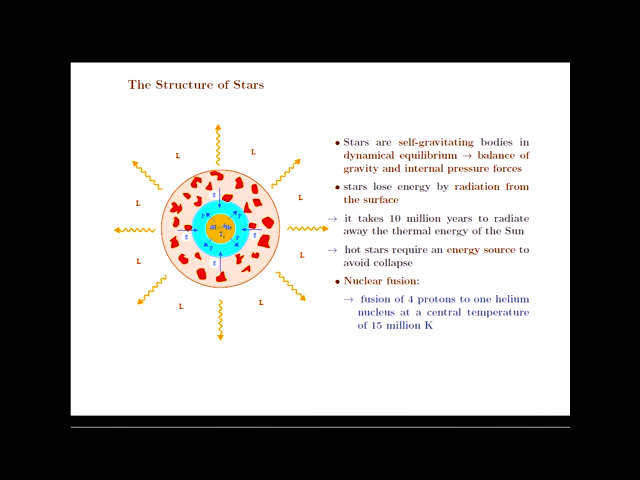 The Structure of Stars
• Stars are self-gravitating bodies in
dynamical equilibrium → balance of
gravity and internal pressure forces
• stars lose energy by radiation from
the surface
→ it takes 10 million years to radiate
away the thermal energy of the Sun
→ hot stars require an energy source to
avoid collapse
• Nuclear fusion:
→ fusion of 4 protons to one helium
nucleus at a central temperature
of 15 million K
L
L
L
L
L
L
L
L
g
P
P
g
g
P
P
g